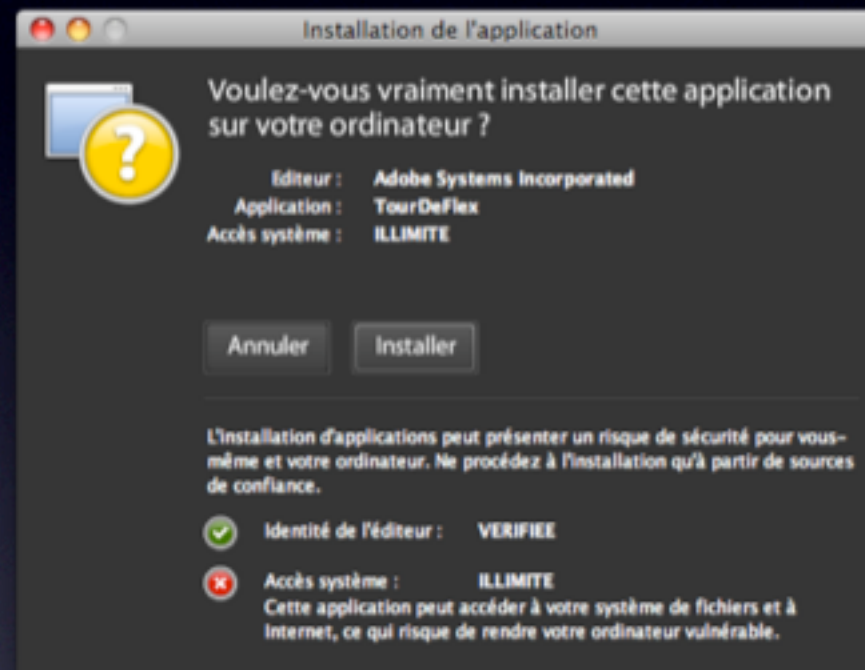 Installation de l'application
Voulez-vous vraiment installer cette application
sur votre ordinateur ?
Editeur : Adobe Systems Incorporated
Application : TourDeFlex
Accès système : ILLIMITE
Annuler Installer
L'installation d'applications peut présenter un risque de sécurité pour vous-
même et votre ordinateur. Ne procédez à l'installation qu'à partir de sources
de confiance.
Identité de l'éditeur : VERIFIEE
Accès système : ILLIMITE
Cette application peut accéder à votre système de fichiers et à
Internet, ce qui risque de rendre votre ordinateur vulnérable.